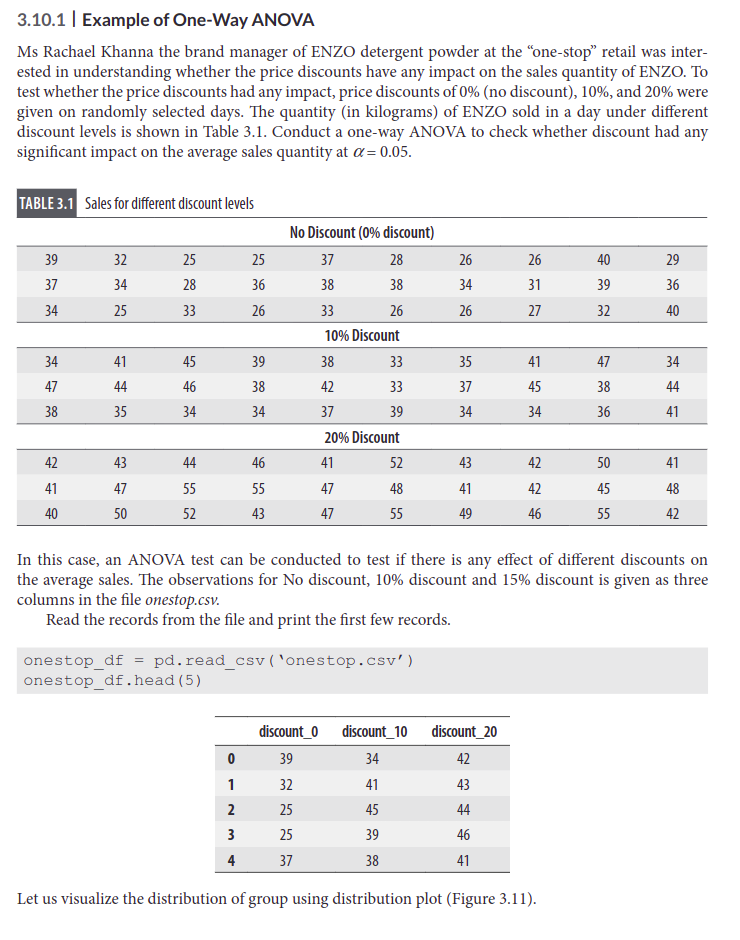 3.10.1 | Example of One-Way ANOVA
Ms Rachael Khanna the brand manager of ENZO detergent powder at the “one-stop” retail was inter-
ested in understanding whether the price discounts have any impact on the sales quantity of ENZO. To
test whether the price discounts had any impact, price discounts of 0% (no discount), 10%, and 20% were
given on randomly selected days. The quantity (in kilograms) of ENZO sold in a day under different
discount levels is shown in Table 3.1. Conduct a one-way ANOVA to check whether discount had any
significant impact on the average sales quantity at α = 0.05.
TABLE 3.1 Sales for different discount levels
No Discount (0% discount)
39 32 25 25 37 28 26 26 40 29
37 34 28 36 38 38 34 31 39 36
34 25 33 26 33 26 26 27 32 40
10% Discount
34 41 45 39 38 33 35 41 47 34
47 44 46 38 42 33 37 45 38 44
38 35 34 34 37 39 34 34 36 41
20% Discount
42 43 44 46 41 52 43 42 50 41
41 47 55 55 47 48 41 42 45 48
40 50 52 43 47 55 49 46 55 42
In this case, an ANOVA test can be conducted to test if there is any effect of different discounts on
the average sales. The observations for No discount, 10% discount and 15% discount is given as three
columns in the file onestop.csv.
Read the records from the file and print the first few records.
onestop_df = pd.read_csv(‘onestop.csv’)
onestop_df.head(5)
discount_0 discount_10 discount_20
0 39 34 42
1 32 41 43
2 25 45 44
3 25 39 46
4 37 38 41
Let us visualize the distribution of group using distribution plot (Figure 3.11).